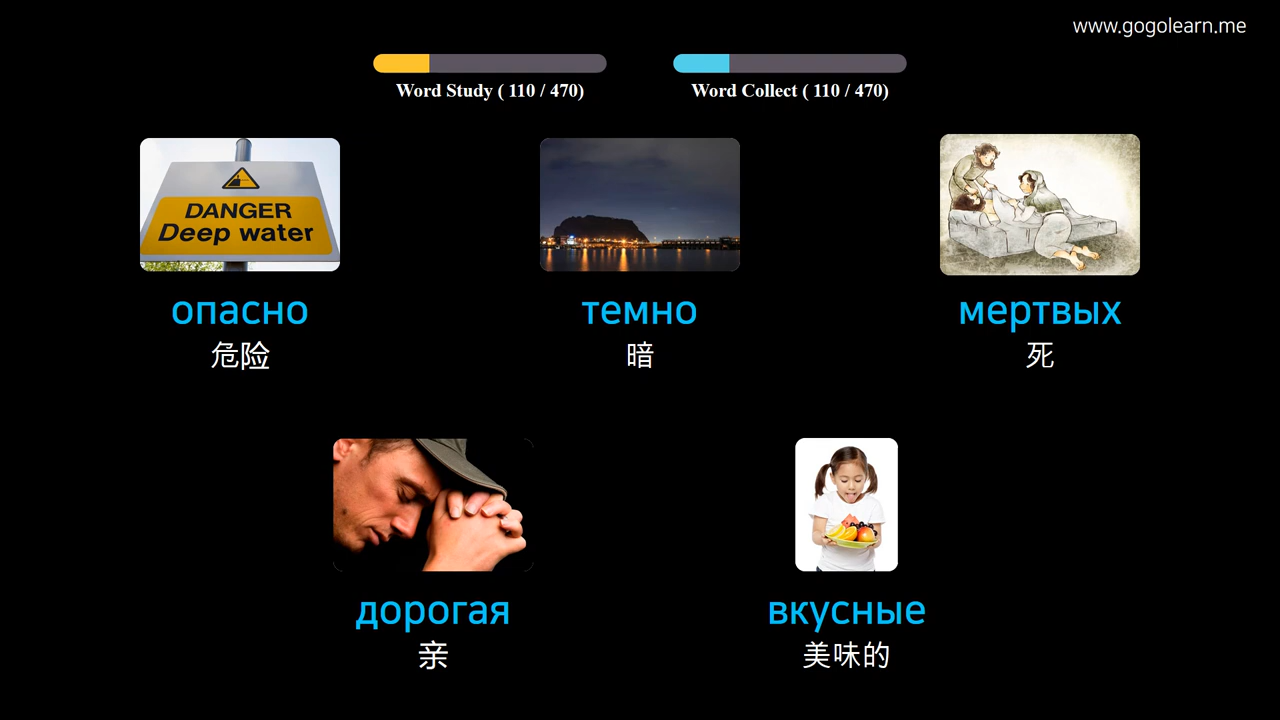 www.gogolearn.me
Word Study ( 110 / 470)
Word Collect ( 110 / 470)
DANGER
Deep water
опасно
危险
темно
暗
мертвых
死
дорогая
亲
вкусные
美味的